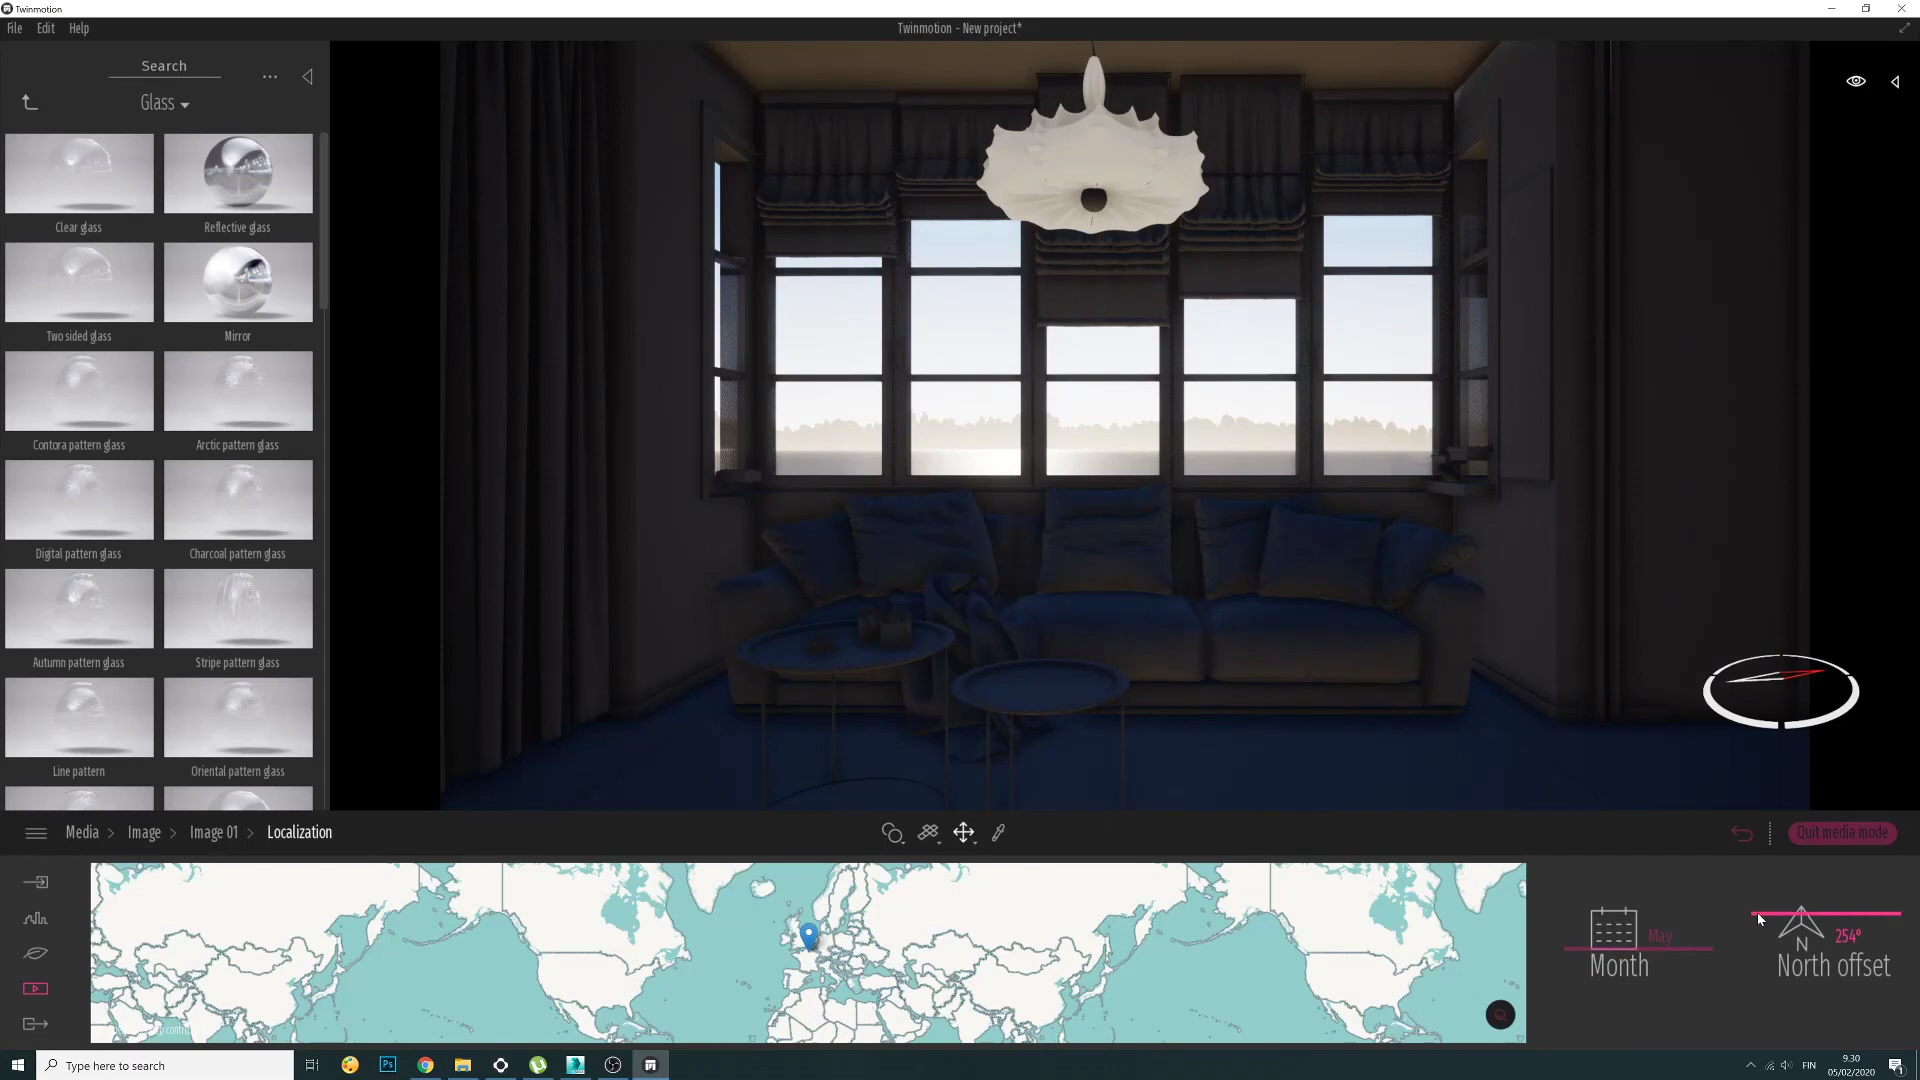 Twinmotion
File Edit Help
Twinmotion - New project*
Search
...
Glass
Clear glass
Reflective glass
Two sided glass
Mirror
Contora pattern glass
Arctic pattern glass
Digital pattern glass
Charcoal pattern glass
Autumn pattern glass
Stripe pattern glass
Line pattern
Oriental pattern glass
Media > Image > Image 01 > Localization
Quit media mode
May
Month
N
254°
North offset
Type here to search
Ps
FIN
9.30
05/02/2020
1